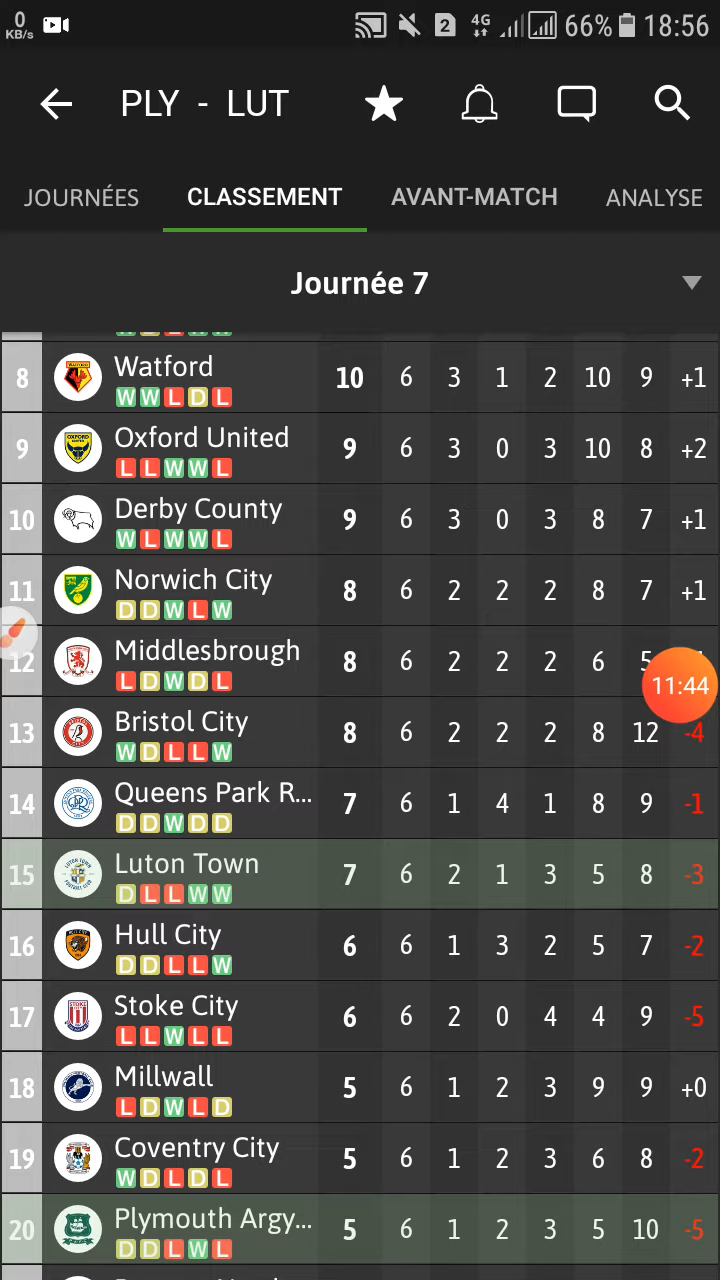 0 KB/s 2 4G 66% 18:56
PLY - LUT
JOURNÉES CLASSEMENT AVANT-MATCH ANALYSE
Journée 7
8 Watford 10 6 3 1 2 10 9 +1
W W L D L
9 Oxford United 9 6 3 0 3 10 8 +2
L L W W L
10 Derby County 9 6 3 0 3 8 7 +1
W L W W L
11 Norwich City 8 6 2 2 2 8 7 +1
D D W L W
12 Middlesbrough 8 6 2 2 2 6 5
L D W D L
11:44
13 Bristol City 8 6 2 2 2 8 12 -4
W D L L W
14 Queens Park R... 7 6 1 4 1 8 9 -1
D D W D D
15 Luton Town 7 6 2 1 3 5 8 -3
D L L W W
16 Hull City 6 6 1 3 2 5 7 -2
D D L L W
17 Stoke City 6 6 2 0 4 4 9 -5
L L W L L
18 Millwall 5 6 1 2 3 9 9 +0
L D W L D
19 Coventry City 5 6 1 2 3 6 8 -2
W D L D L
20 Plymouth Argy... 5 6 1 2 3 5 10 -5
D D L W L